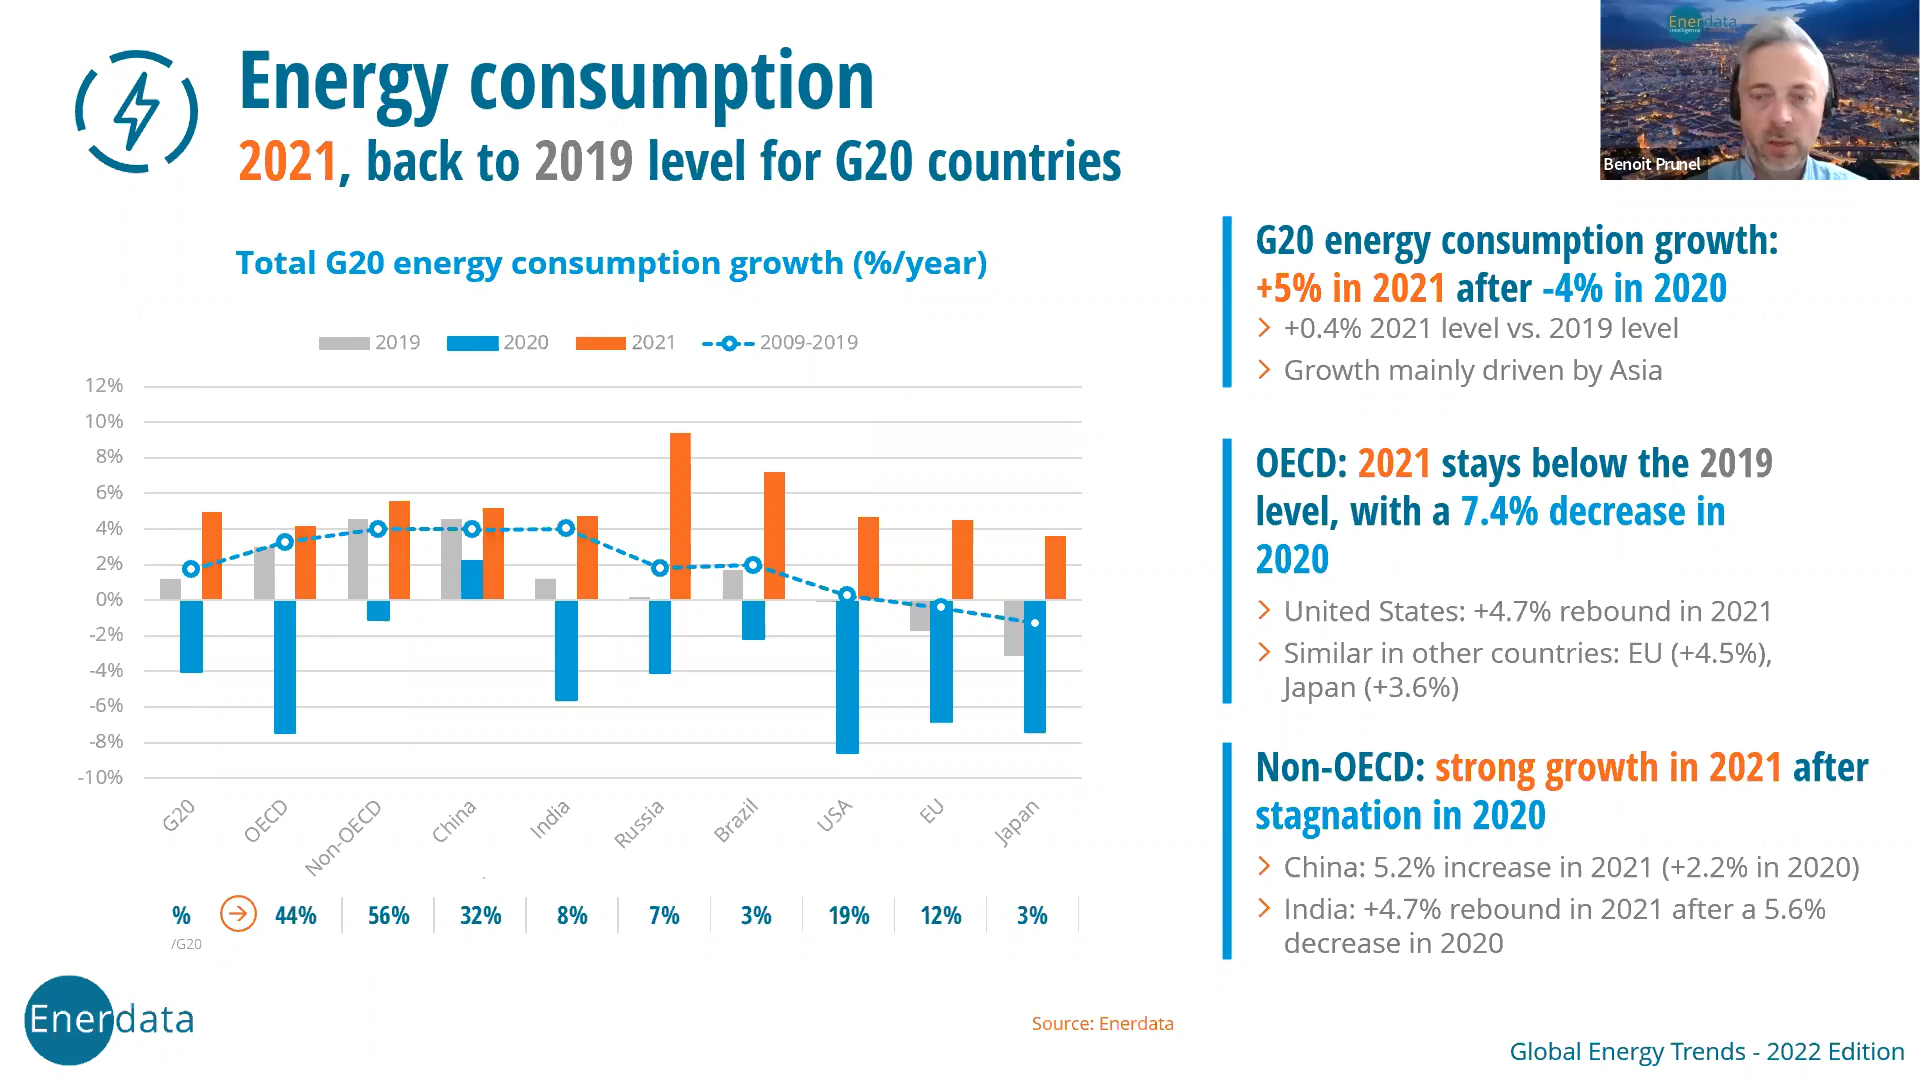 Energy consumption
2021, back to 2019 level for G20 countries
Enerdata
Benoit Prunel
Total G20 energy consumption growth (%/year)
2019 2020 2021 2009-2019
12%
10%
8%
6%
4%
2%
0%
-2%
-4%
-6%
-8%
-10%
G20 OECD Non-OECD China India Russia Brazil USA EU Japan
% 44% 56% 32% 8% 7% 3% 19% 12% 3%
/G20
G20 energy consumption growth:
+5% in 2021 after -4% in 2020
+0.4% 2021 level vs. 2019 level
Growth mainly driven by Asia
OECD: 2021 stays below the 2019
level, with a 7.4% decrease in
2020
United States: +4.7% rebound in 2021
Similar in other countries: EU (+4.5%),
Japan (+3.6%)
Non-OECD: strong growth in 2021 after
stagnation in 2020
China: 5.2% increase in 2021 (+2.2% in 2020)
India: +4.7% rebound in 2021 after a 5.6%
decrease in 2020
Enerdata
Source: Enerdata
Global Energy Trends - 2022 Edition